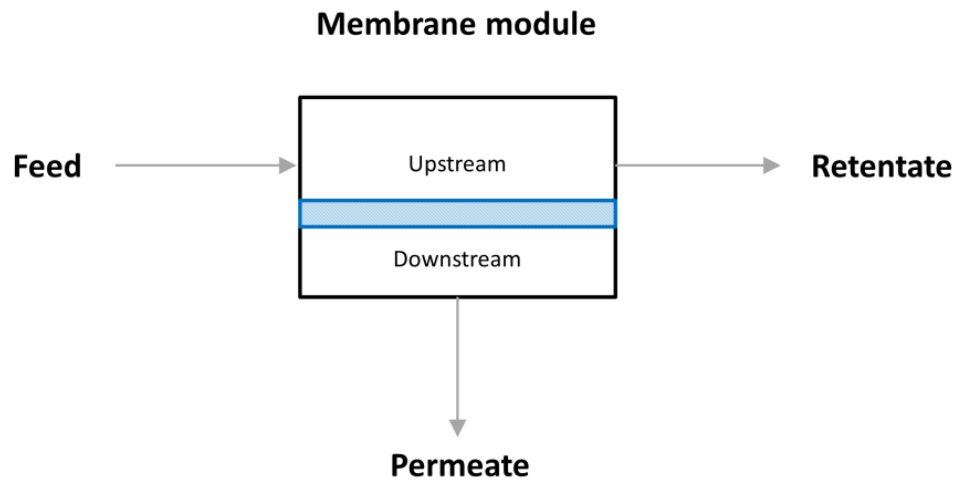 Membrane module
Feed
Upstream
Retentate
Downstream
Permeate